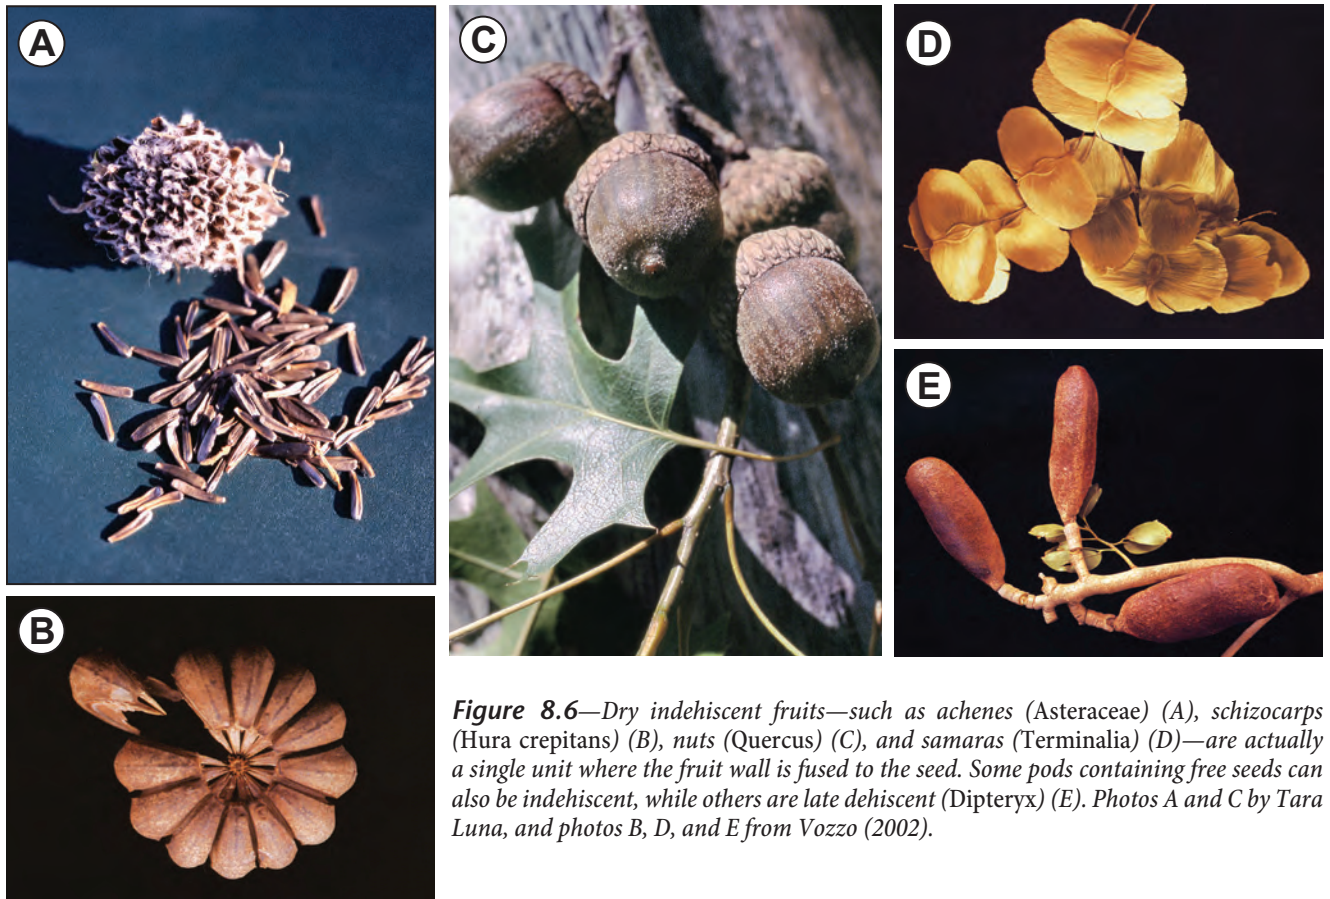 A
B
C
D
E
Figure 8.6—Dry indehiscent fruits—such as achenes (Asteraceae) (A), schizocarps
(Hura crepitans) (B), nuts (Quercus) (C), and samaras (Terminalia) (D)—are actually
a single unit where the fruit wall is fused to the seed. Some pods containing free seeds can
also be indehiscent, while others are late dehiscent (Dipteryx) (E). Photos A and C by Tara
Luna, and photos B, D, and E from Vozzo (2002).